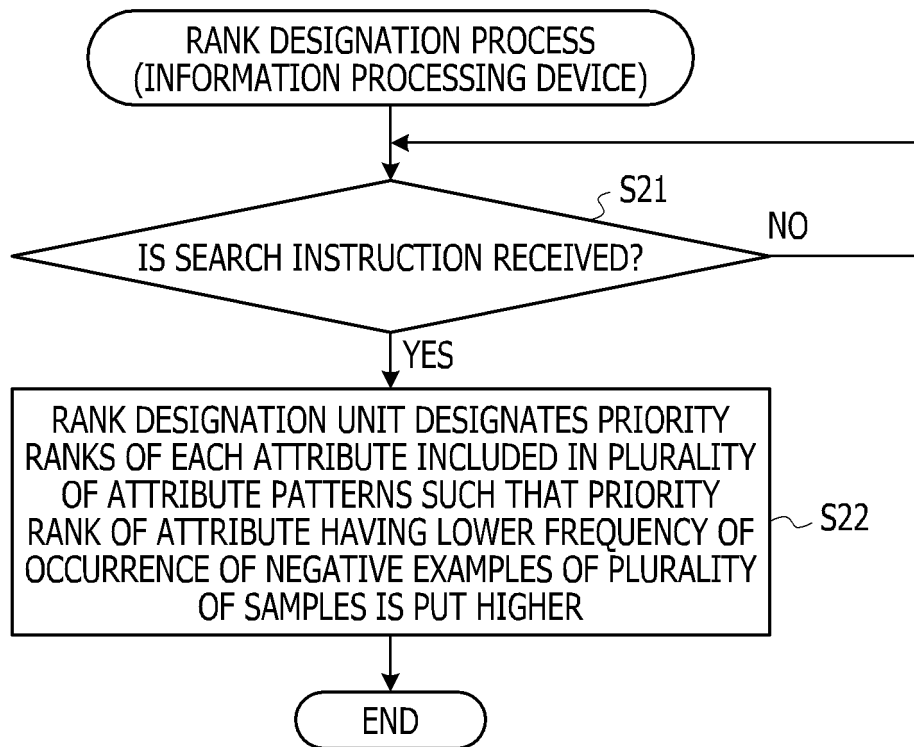 RANK DESIGNATION PROCESS
(INFORMATION PROCESSING DEVICE)
S21
IS SEARCH INSTRUCTION RECEIVED?
NO
YES
RANK DESIGNATION UNIT DESIGNATES PRIORITY
RANKS OF EACH ATTRIBUTE INCLUDED IN PLURALITY
OF ATTRIBUTE PATTERNS SUCH THAT PRIORITY
RANK OF ATTRIBUTE HAVING LOWER FREQUENCY OF
OCCURRENCE OF NEGATIVE EXAMPLES OF PLURALITY
OF SAMPLES IS PUT HIGHER
S22
END